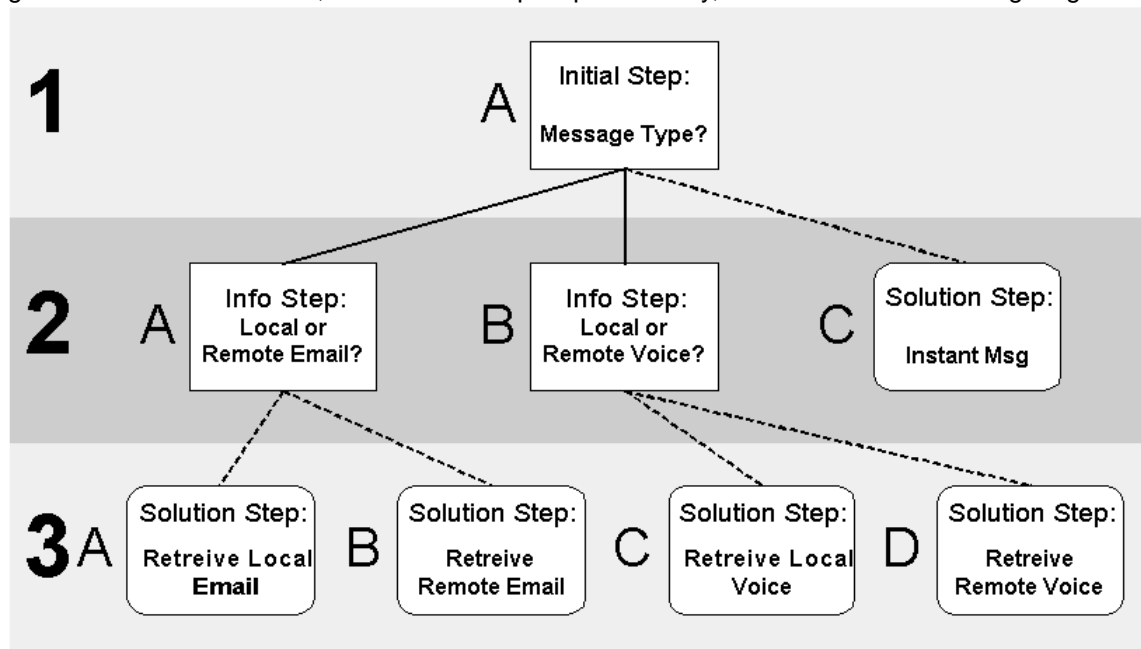 1
A
Initial Step:
Message Type?
2
A
Info Step:
Local or
Remote Email?
B
Info Step:
Local or
Remote Voice?
C
Solution Step:
Instant Msg
3
A
Solution Step:
Retreive Local
Email
B
Solution Step:
Retreive
Remote Email
C
Solution Step:
Retreive Local
Voice
D
Solution Step:
Retreive
Remote Voice